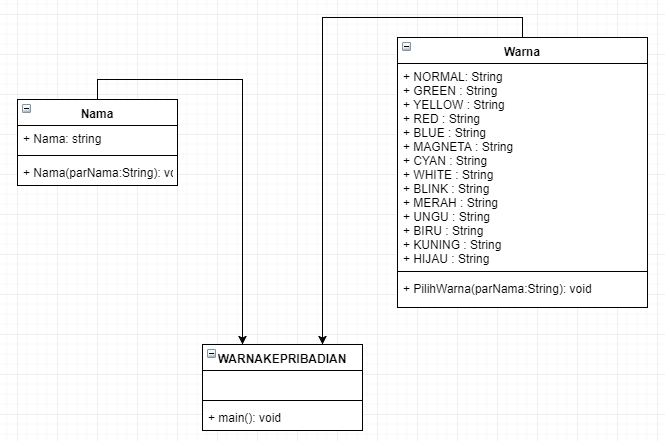 Nama
+ Nama: string
+ Nama(parNama:String): vo
Warna
+ NORMAL: String
+ GREEN : String
+ YELLOW : String
+ RED : String
+ BLUE : String
+ MAGNETA : String
+ CYAN : String
+ WHITE : String
+ BLINK : String
+ MERAH : String
+ UNGU : String
+ BIRU : String
+ KUNING : String
+ HIJAU : String
+ PilihWarna(parNama:String): void
WARNAKEPRIBADIAN
+ main(): void